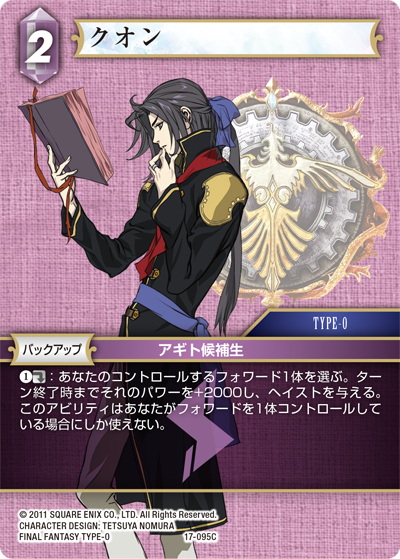 2
クオン
TYPE-0
バックアップ
アギト候補生
❶ : あなたのコントロールするフォワード1体を選ぶ。ター
ン終了時までそれのパワーを+2000し、ヘイストを与える。
このアビリティはあなたがフォワードを1体コントロールして
いる場合にしか使えない。
© 2011 SQUARE ENIX CO., LTD. All Rights Reserved.
CHARACTER DESIGN: TETSUYA NOMURA
FINAL FANTASY TYPE-0
17-095C